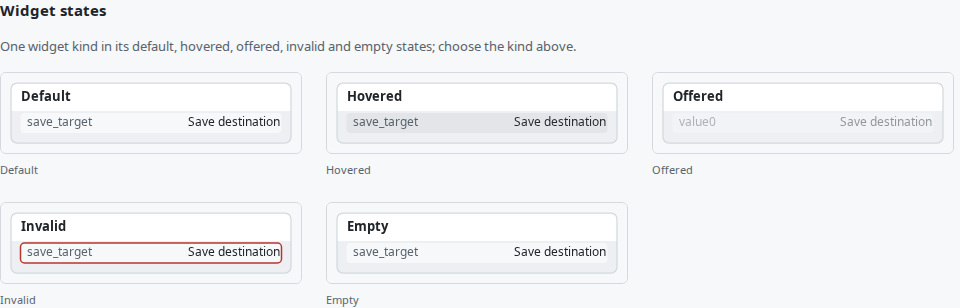 Widget states
One widget kind in its default, hovered, offered, invalid and empty states; choose the kind above.
Default
save_target Save destination
Default
Hovered
save_target Save destination
Hovered
Offered
value0 Save destination
Offered
Invalid
save_target Save destination
Invalid
Empty
save_target Save destination
Empty